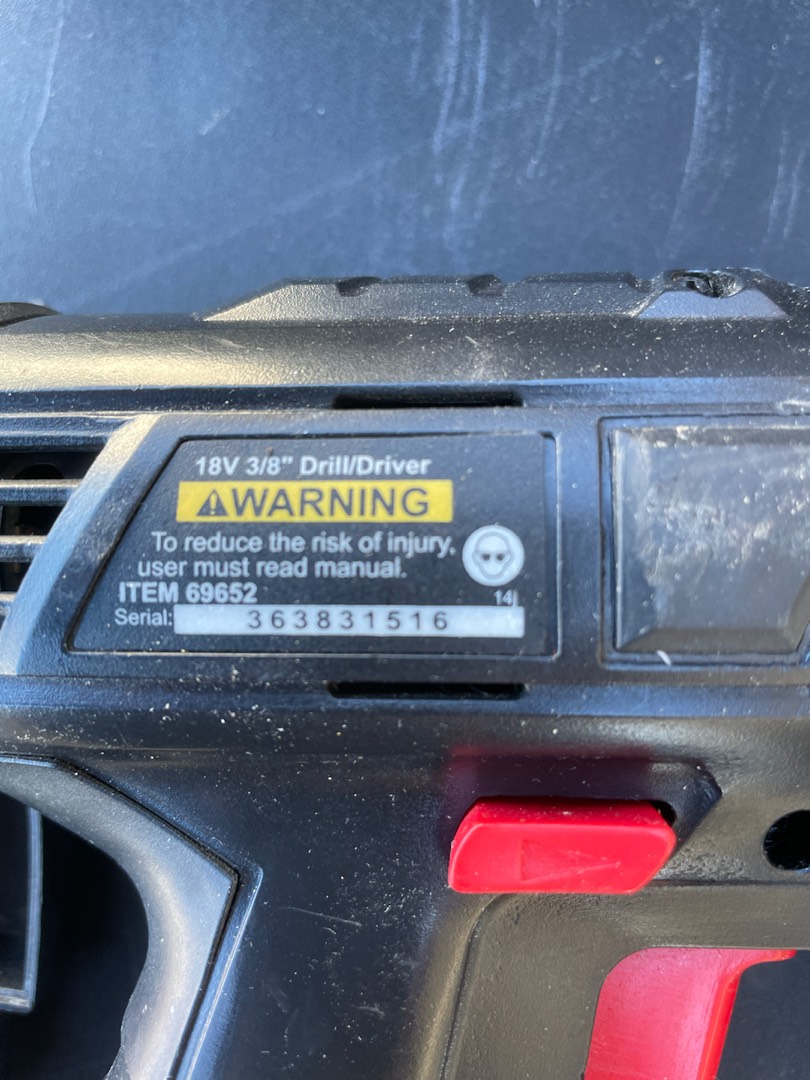 18V 3/8" Drill/Driver
⚠WARNING
To reduce the risk of injury,
user must read manual.
ITEM 69652
14j
Serial: 363831516